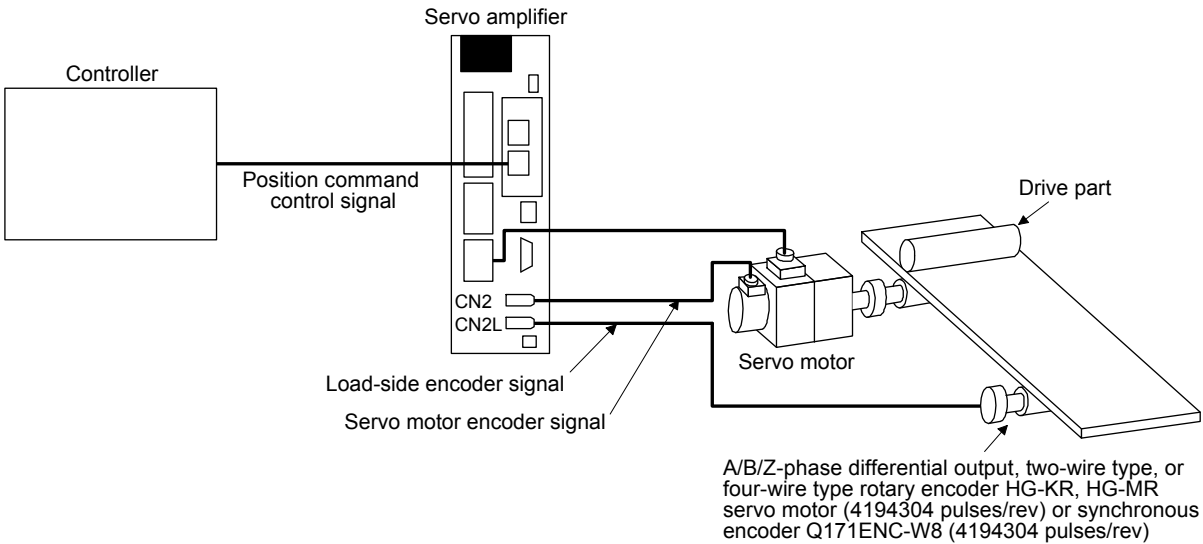 Servo amplifier
Controller
Position command
control signal
Drive part
CN2
CN2L
Servo motor
Load-side encoder signal
Servo motor encoder signal
A/B/Z-phase differential output, two-wire type, or
four-wire type rotary encoder HG-KR, HG-MR
servo motor (4194304 pulses/rev) or synchronous
encoder Q171ENC-W8 (4194304 pulses/rev)